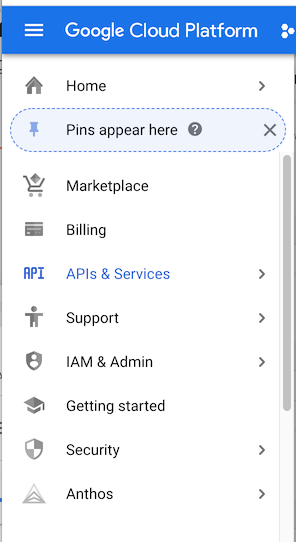 Google Cloud Platform
Home
Pins appear here ?
Marketplace
Billing
API APIs & Services
Support
IAM & Admin
Getting started
Security
Anthos